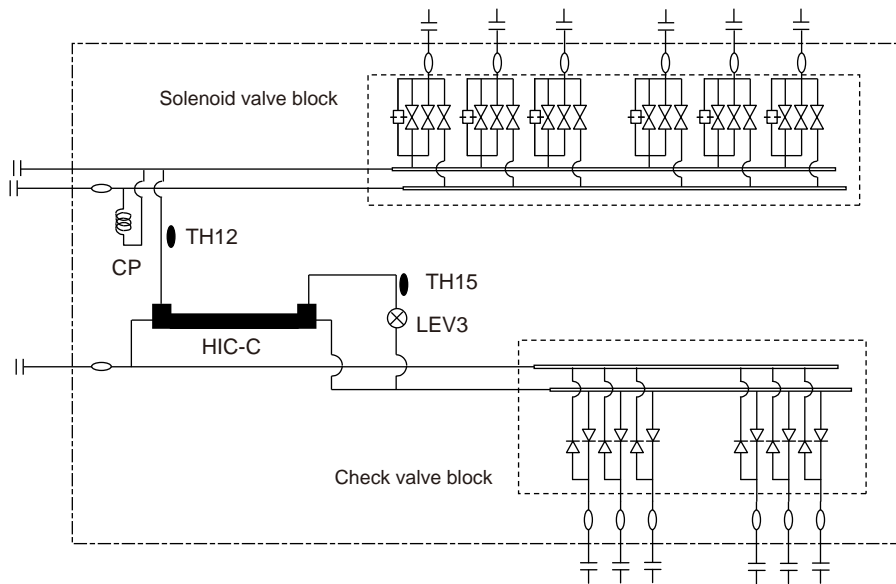 Solenoid valve block
TH12
CP
TH15
LEV3
HIC-C
Check valve block